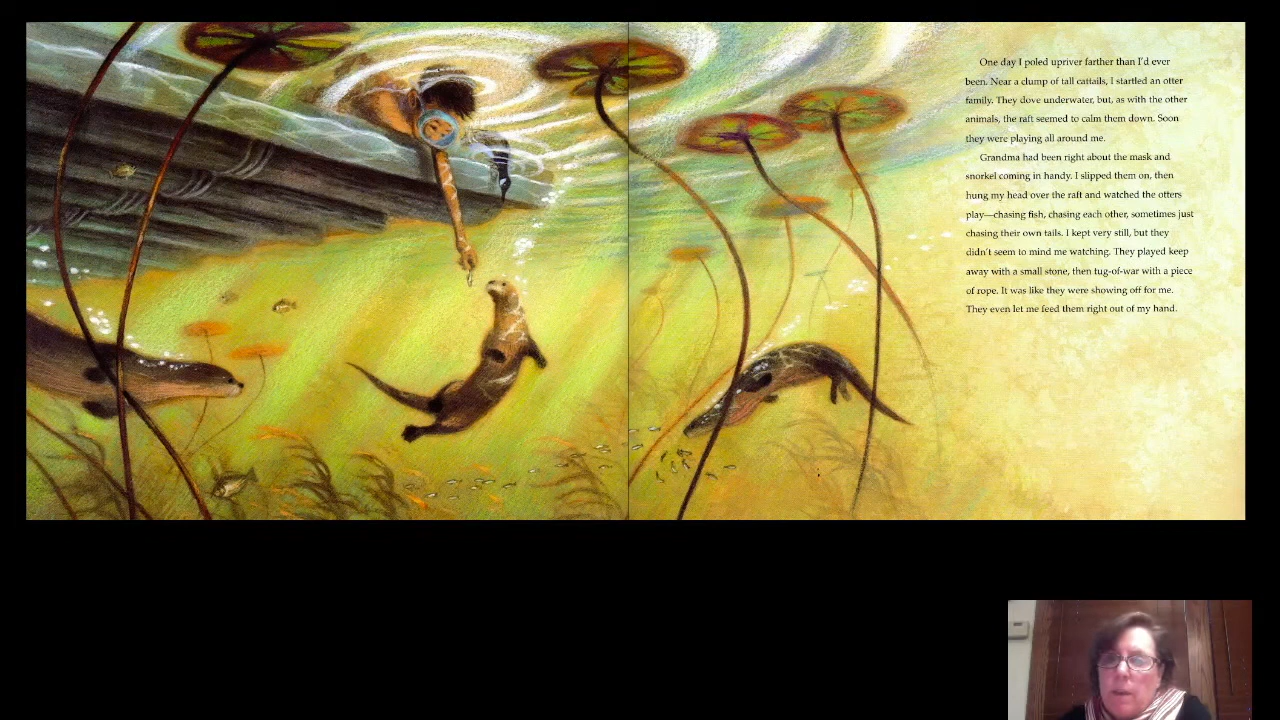 One day I poled upriver farther than I'd ever
been. Near a clump of tall cattails, I startled an otter
family. They dove underwater, but, as with the other
animals, the raft seemed to calm them down. Soon
they were playing all around me.
Grandma had been right about the mask and
snorkel coming in handy. I slipped them on, then
hung my head over the raft and watched the otters
play—chasing fish, chasing each other, sometimes just
chasing their own tails. I kept very still, but they
didn't seem to mind me watching. They played keep
away with a small stone, then tug-of-war with a piece
of rope. It was like they were showing off for me.
They even let me feed them right out of my hand.